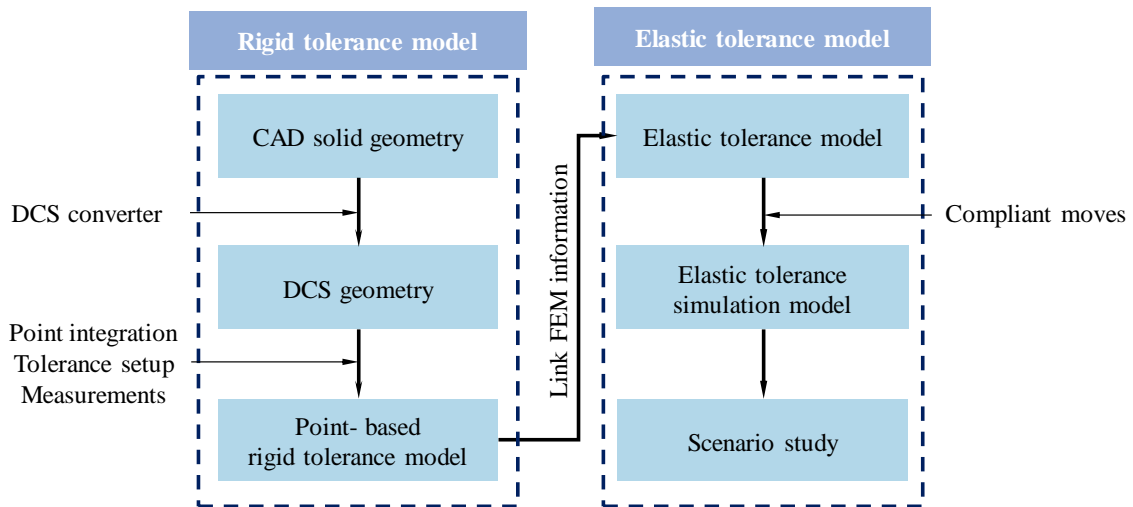 Rigid tolerance model
CAD solid geometry
DCS converter
DCS geometry
Point integration
Tolerance setup
Measurements
Point- based
rigid tolerance model
Link FEM information
Elastic tolerance model
Elastic tolerance model
Compliant moves
Elastic tolerance
simulation model
Scenario study